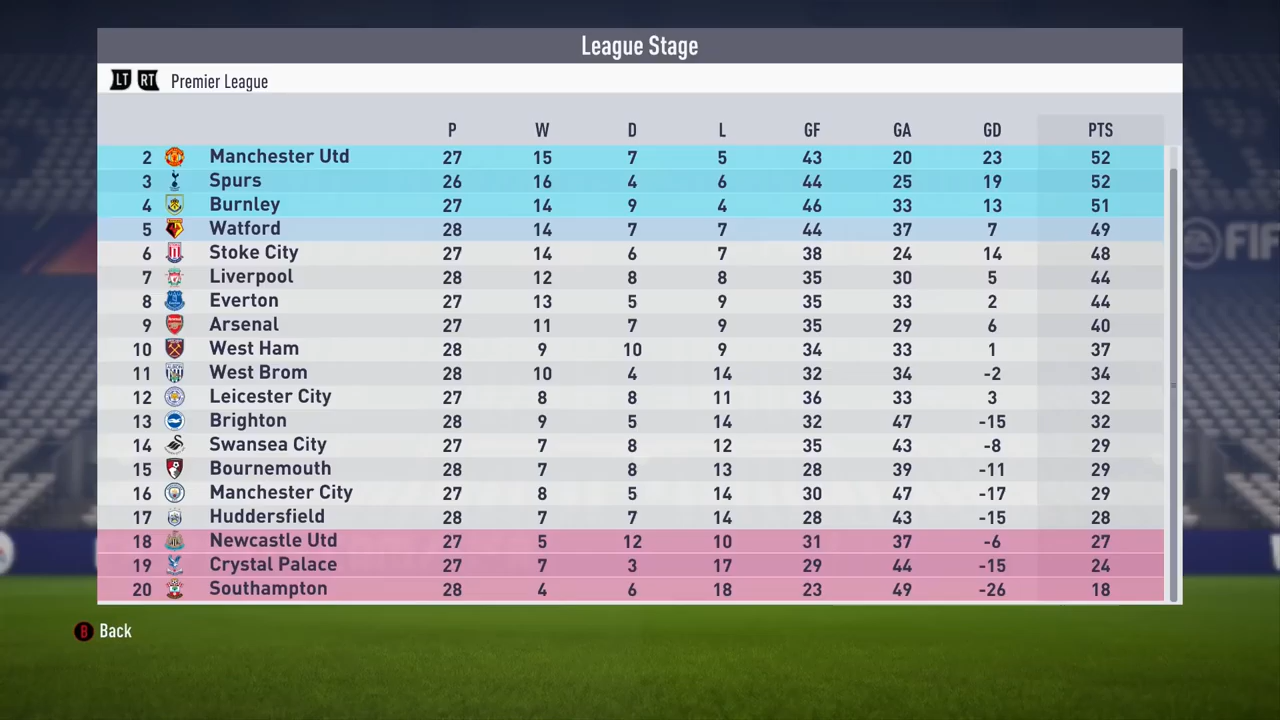 League Stage
LT RT Premier League
P W D L GF GA GD PTS
2 Manchester Utd 27 15 7 5 43 20 23 52
3 Spurs 26 16 4 6 44 25 19 52
4 Burnley 27 14 9 4 46 33 13 51
5 Watford 28 14 7 7 44 37 7 49
6 Stoke City 27 14 6 7 38 24 14 48
7 Liverpool 28 12 8 8 35 30 5 44
8 Everton 27 13 5 9 35 33 2 44
9 Arsenal 27 11 7 9 35 29 6 40
10 West Ham 28 9 10 9 34 33 1 37
11 West Brom 28 10 4 14 32 34 -2 34
12 Leicester City 27 8 8 11 36 33 3 32
13 Brighton 28 9 5 14 32 47 -15 32
14 Swansea City 27 7 8 12 35 43 -8 29
15 Bournemouth 28 7 8 13 28 39 -11 29
16 Manchester City 27 8 5 14 30 47 -17 29
17 Huddersfield 28 7 7 14 28 43 -15 28
18 Newcastle Utd 27 5 12 10 31 37 -6 27
19 Crystal Palace 27 7 3 17 29 44 -15 24
20 Southampton 28 4 6 18 23 49 -26 18
B Back